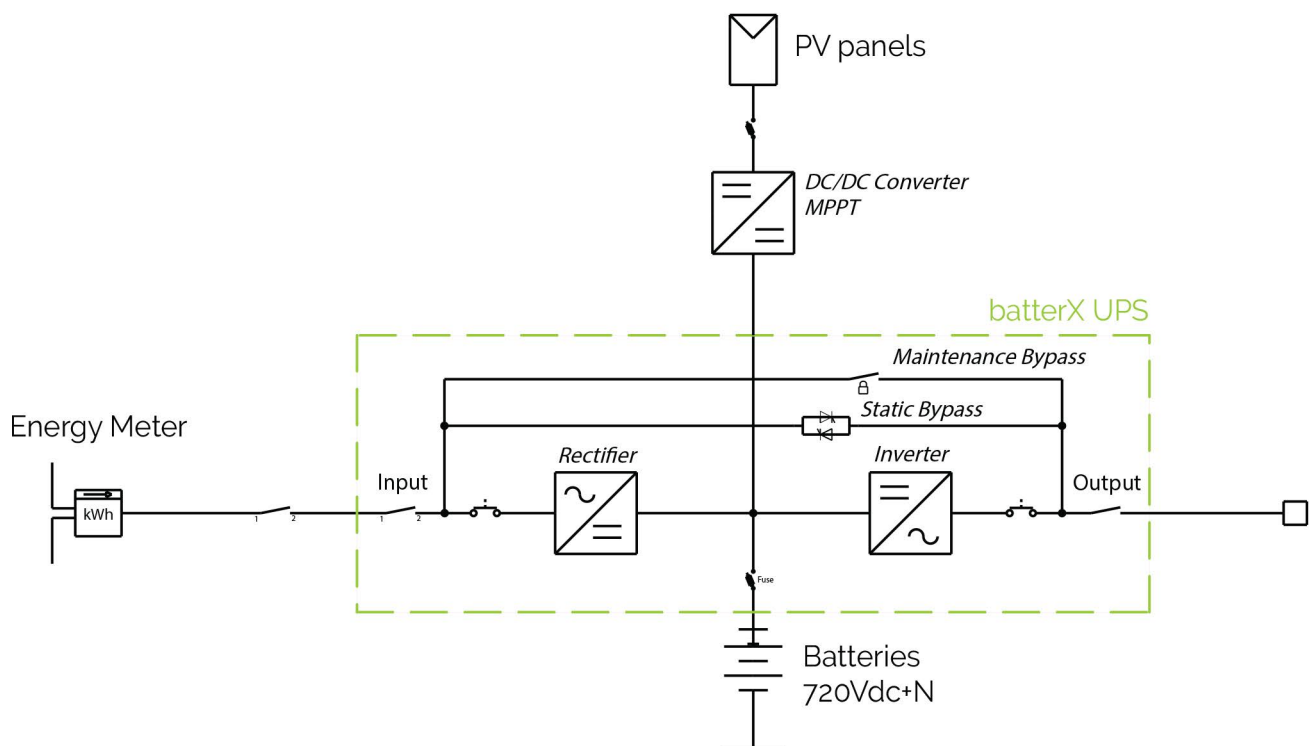 PV panels
DC/DC Converter
MPPT
batterX UPS
Maintenance Bypass
Static Bypass
Energy Meter
Rectifier
Inverter
Input
Output
kWh
1 2
1 2
Fuse
Batteries
720Vdc+N